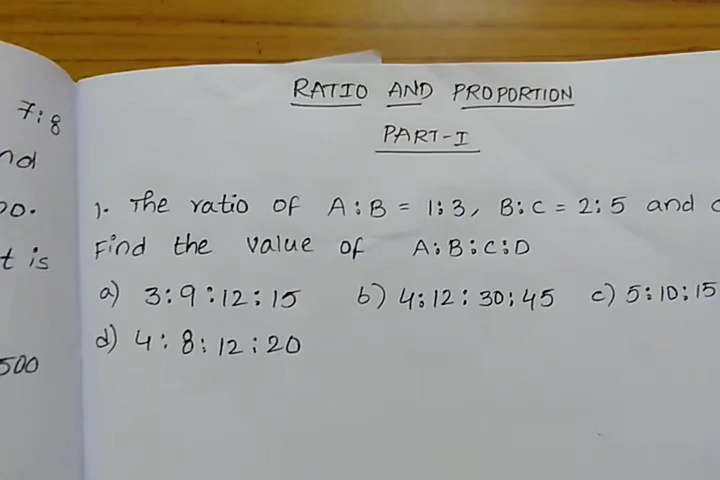 RATIO AND PROPORTION
PART-I
7:8
1. The ratio of A:B = 1:3, B:C = 2:5 and
t is
Find the value of A:B:C:D
a) 3:9:12:15 b) 4:12:30:45 c) 5:10:15
d) 4:8:12:20
500